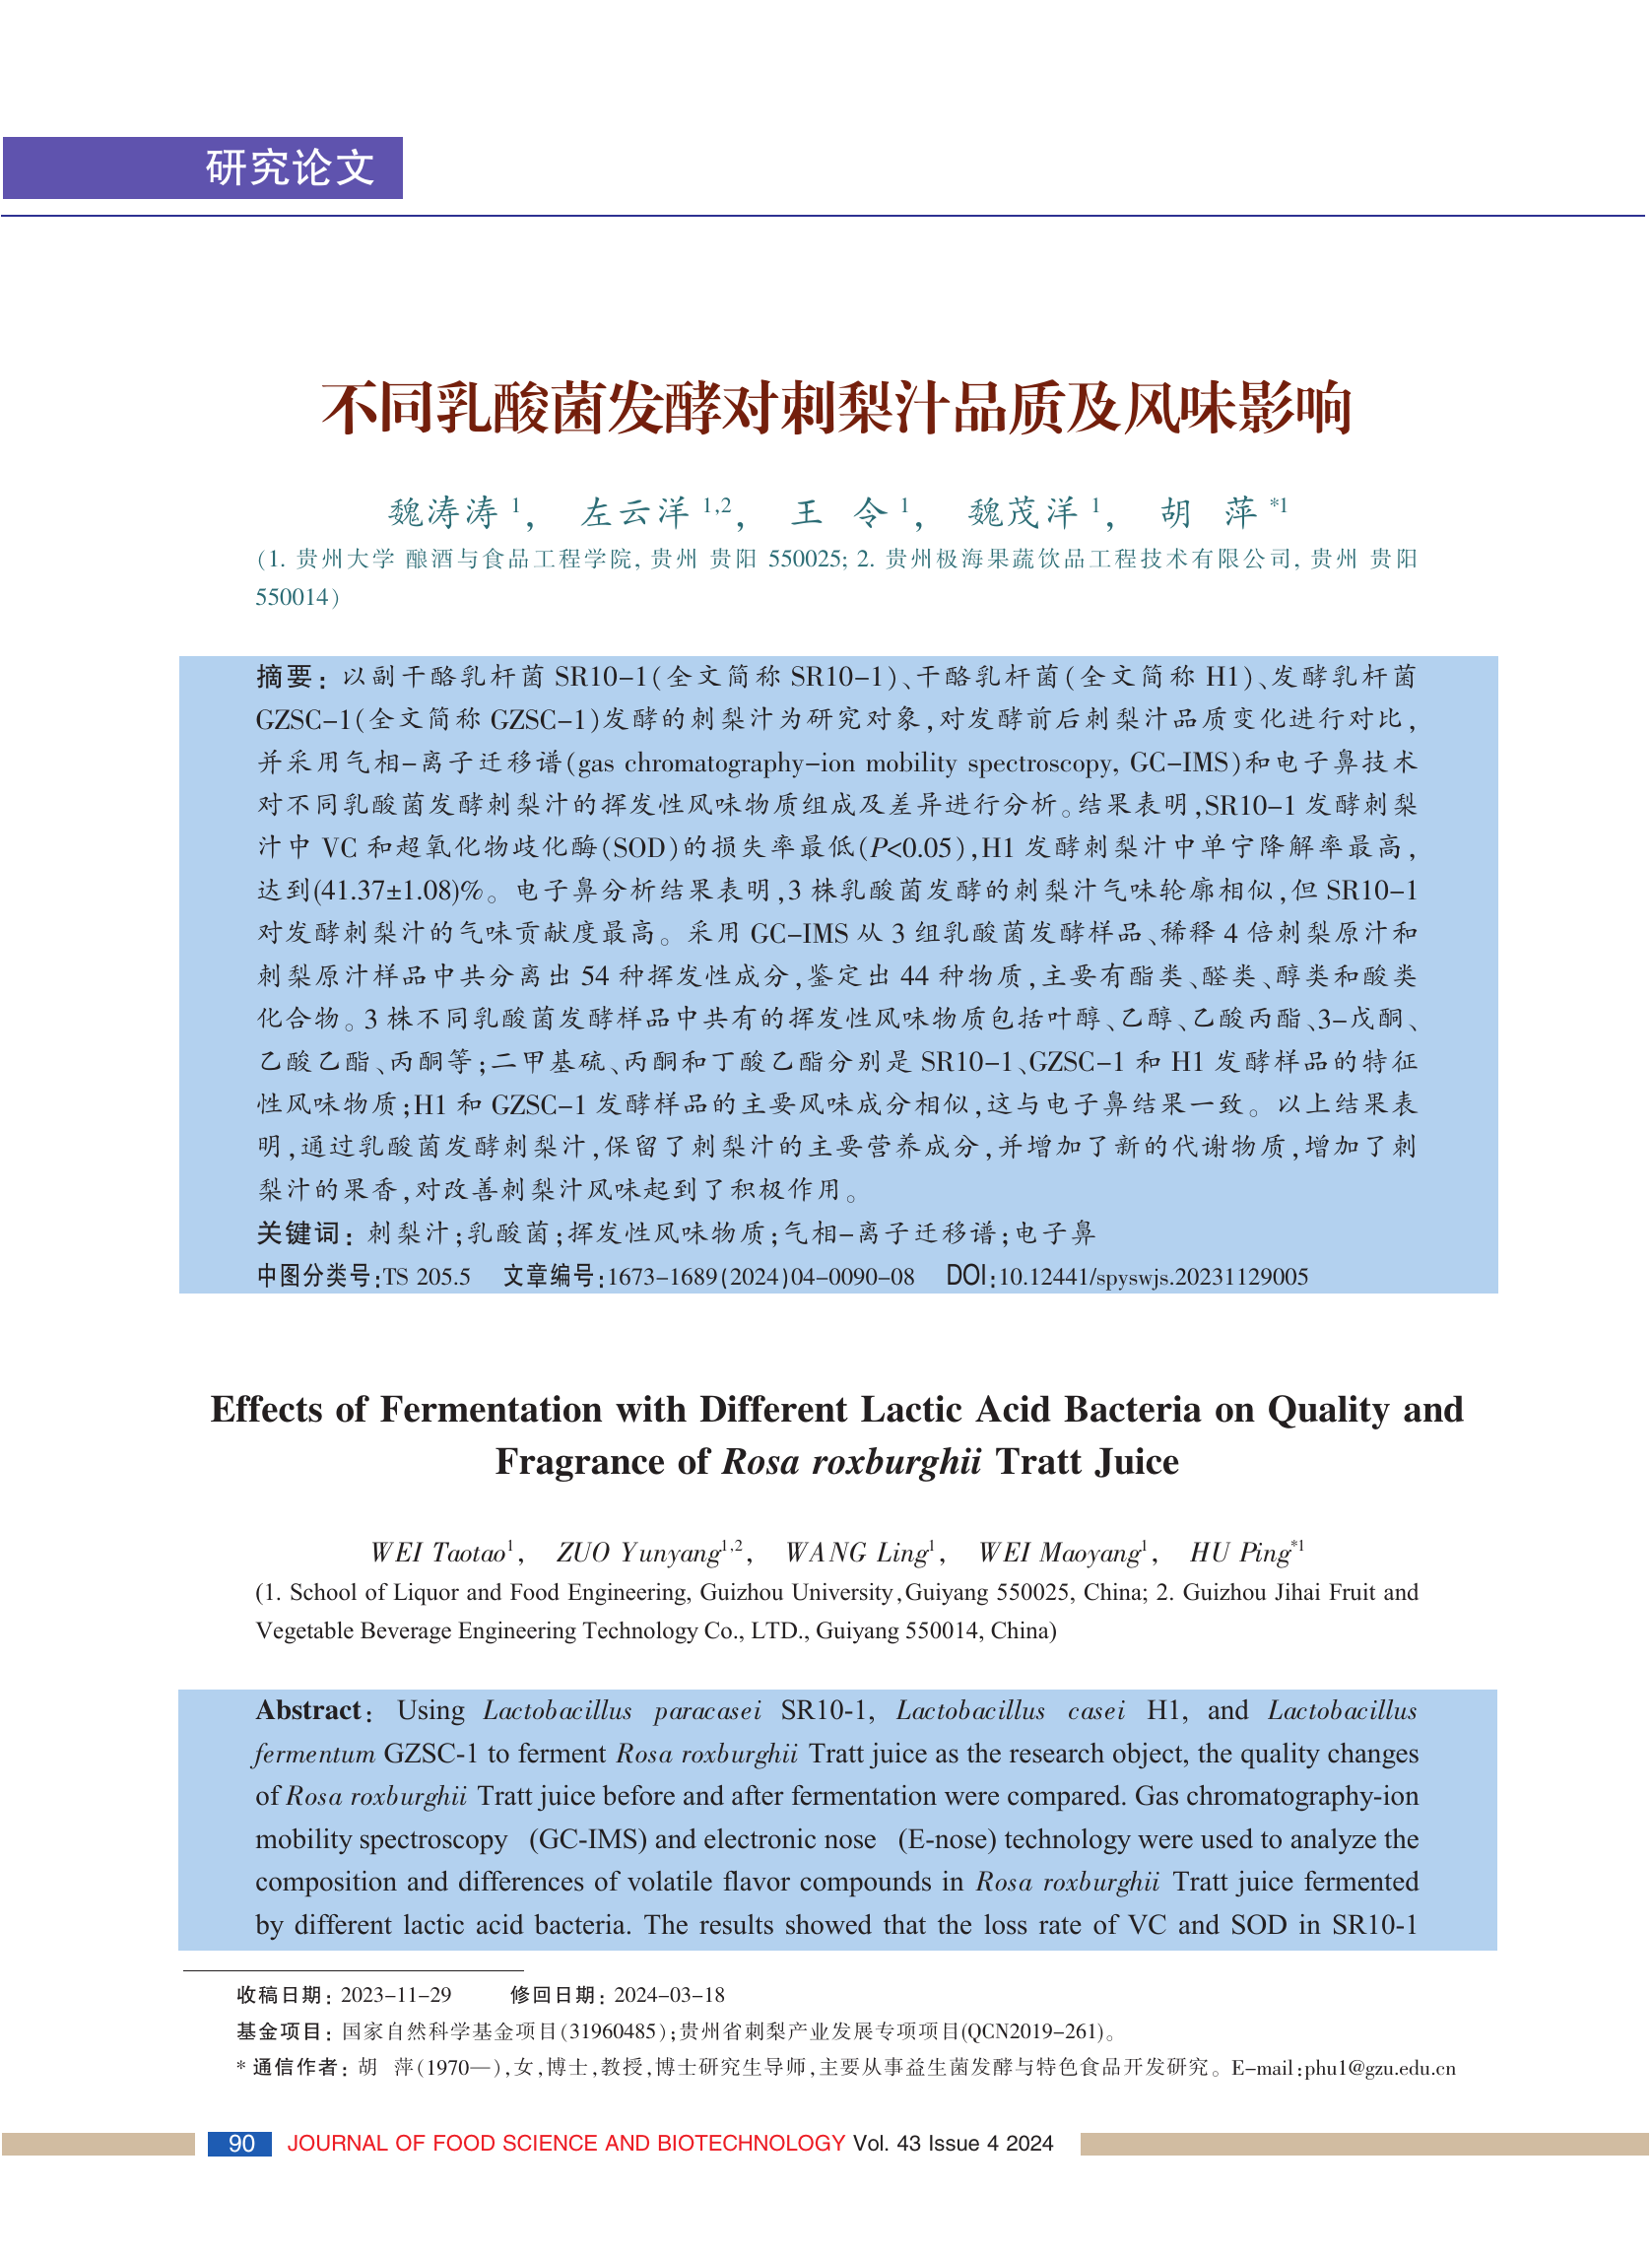 研究论文
不同乳酸菌发酵对刺梨汁品质及风味影响
魏涛涛 1, 左云洋 1,2, 王 令 1, 魏茂洋 1, 胡 萍 *1
(1. 贵州大学 酿酒与食品工程学院, 贵州 贵阳 550025; 2. 贵州极海果蔬饮品工程技术有限公司, 贵州 贵阳
550014)
摘要: 以副干酪乳杆菌 SR10-1(全文简称 SR10-1)、干酪乳杆菌(全文简称 H1)、发酵乳杆菌
GZSC-1(全文简称 GZSC-1)发酵的刺梨汁为研究对象,对发酵前后刺梨汁品质变化进行对比,
并采用气相-离子迁移谱(gas chromatography-ion mobility spectroscopy, GC-IMS)和电子鼻技术
对不同乳酸菌发酵刺梨汁的挥发性风味物质组成及差异进行分析。结果表明,SR10-1 发酵刺梨
汁中 VC 和超氧化物歧化酶(SOD)的损失率最低(P<0.05),H1 发酵刺梨汁中单宁降解率最高,
达到(41.37±1.08)%。电子鼻分析结果表明,3 株乳酸菌发酵的刺梨汁气味轮廓相似,但 SR10-1
对发酵刺梨汁的气味贡献度最高。采用 GC-IMS 从 3 组乳酸菌发酵样品、稀释 4 倍刺梨原汁和
刺梨原汁样品中共分离出 54 种挥发性成分,鉴定出 44 种物质,主要有酯类、醛类、醇类和酸类
化合物。3 株不同乳酸菌发酵样品中共有的挥发性风味物质包括叶醇、乙醇、乙酸丙酯、3-戊酮、
乙酸乙酯、丙酮等;二甲基硫、丙酮和丁酸乙酯分别是 SR10-1、GZSC-1 和 H1 发酵样品的特征
性风味物质;H1 和 GZSC-1 发酵样品的主要风味成分相似,这与电子鼻结果一致。以上结果表
明,通过乳酸菌发酵刺梨汁,保留了刺梨汁的主要营养成分,并增加了新的代谢物质,增加了刺
梨汁的果香,对改善刺梨汁风味起到了积极作用。
关键词: 刺梨汁;乳酸菌;挥发性风味物质;气相-离子迁移谱;电子鼻
中图分类号:TS 205.5 文章编号:1673-1689(2024)04-0090-08 DOI:10.12441/spyswjs.20231129005
Effects of Fermentation with Different Lactic Acid Bacteria on Quality and
Fragrance of Rosa roxburghii Tratt Juice
WEI Taotao1, ZUO Yunyang1,2, WANG Ling1, WEI Maoyang1, HU Ping*1
(1. School of Liquor and Food Engineering, Guizhou University, Guiyang 550025, China; 2. Guizhou Jihai Fruit and
Vegetable Beverage Engineering Technology Co., LTD., Guiyang 550014, China)
Abstract: Using Lactobacillus paracasei SR10-1, Lactobacillus casei H1, and Lactobacillus
fermentum GZSC-1 to ferment Rosa roxburghii Tratt juice as the research object, the quality changes
of Rosa roxburghii Tratt juice before and after fermentation were compared. Gas chromatography-ion
mobility spectroscopy (GC-IMS) and electronic nose (E-nose) technology were used to analyze the
composition and differences of volatile flavor compounds in Rosa roxburghii Tratt juice fermented
by different lactic acid bacteria. The results showed that the loss rate of VC and SOD in SR10-1
收稿日期: 2023-11-29 修回日期: 2024-03-18
基金项目: 国家自然科学基金项目(31960485);贵州省刺梨产业发展专项项目(QCN2019-261)。
* 通信作者: 胡 萍(1970—),女,博士,教授,博士研究生导师,主要从事益生菌发酵与特色食品开发研究。E-mail:phu1@gzu.edu.cn
90 JOURNAL OF FOOD SCIENCE AND BIOTECHNOLOGY Vol. 43 Issue 4 2024